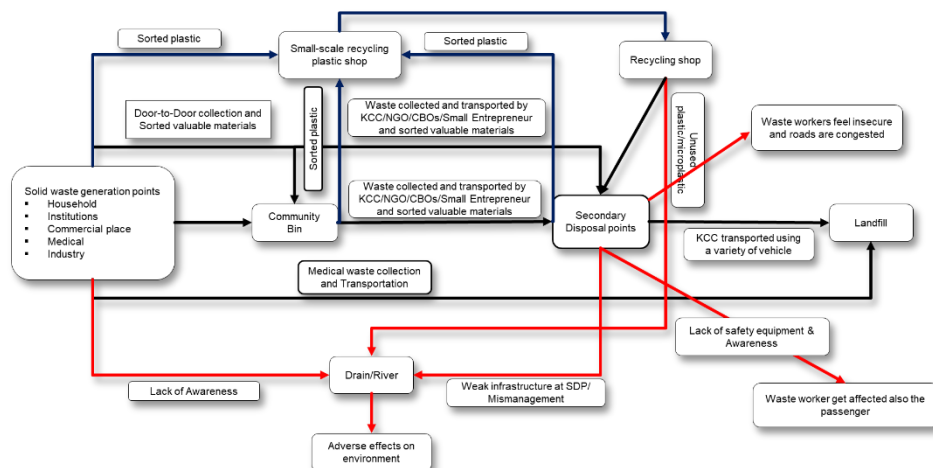 Sorted plastic
Small-scale recycling
plastic shop
Sorted plastic
Recycling shop
Door-to-Door collection and
Sorted valuable materials
Sorted plastic
Waste collected and transported by
KCC/NGO/CBOs/Small Entrepreneur
and sorted valuable materials
Unused
plastic/microplastic
Waste workers feel insecure
and roads are congested
Solid waste generation points
▪ Household
▪ Institutions
▪ Commercial place
▪ Medical
▪ Industry
Community
Bin
Waste collected and transported by
KCC/NGO/CBOs/Small Entrepreneur
and sorted valuable materials
Secondary
Disposal points
Landfill
KCC transported using
a variety of vehicle
Medical waste collection
and Transportation
Lack of safety equipment &
Awareness
Drain/River
Lack of Awareness
Weak infrastructure at SDP/
Mismanagement
Waste worker get affected also the
passenger
Adverse effects on
environment